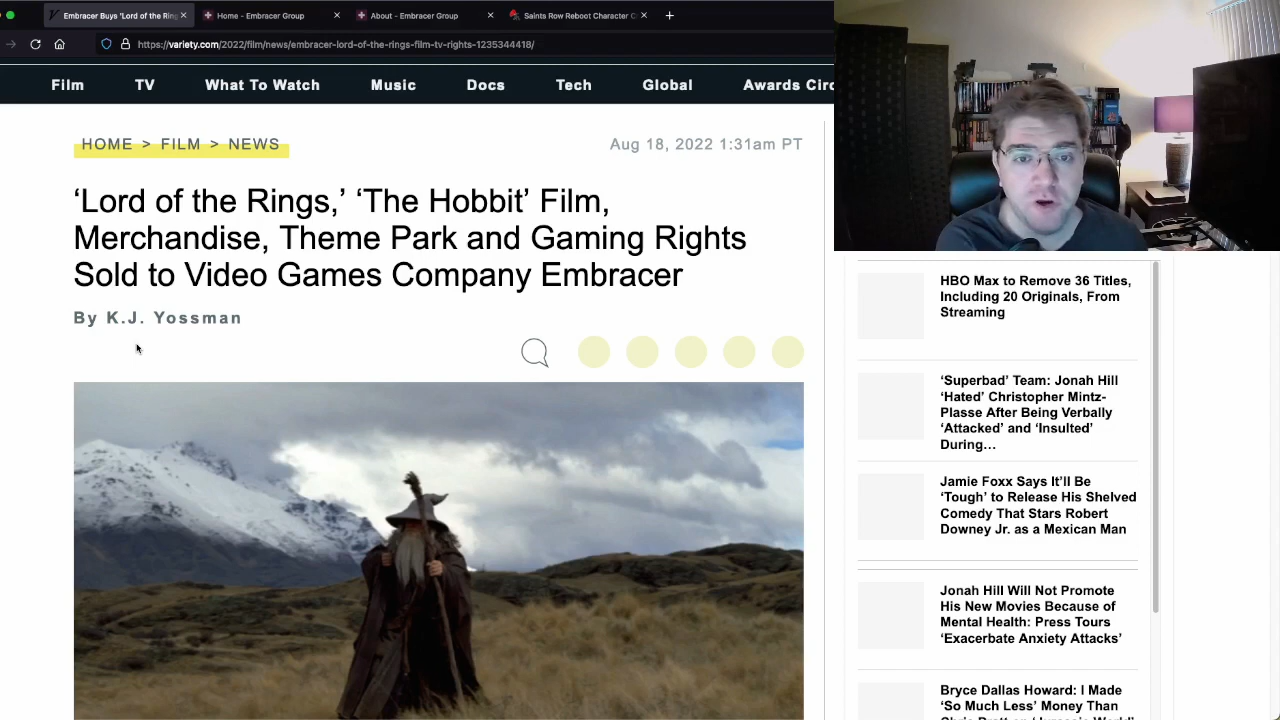 Embracer Buys 'Lord of the Ring
Home - Embracer Group
About - Embracer Group
Saints Row Reboot Character C
https://variety.com/2022/film/news/embracer-lord-of-the-rings-film-tv-rights-1235344418/
Film TV What To Watch Music Docs Tech Global Awards Circ
HOME > FILM > NEWS
Aug 18, 2022 1:31am PT
‘Lord of the Rings,’ ‘The Hobbit’ Film,
Merchandise, Theme Park and Gaming Rights
Sold to Video Games Company Embracer
By K.J. Yossman
HBO Max to Remove 36 Titles,
Including 20 Originals, From
Streaming
‘Superbad’ Team: Jonah Hill
‘Hated’ Christopher Mintz-
Plasse After Being Verbally
‘Attacked’ and ‘Insulted’
During…
Jamie Foxx Says It’ll Be
‘Tough’ to Release His Shelved
Comedy That Stars Robert
Downey Jr. as a Mexican Man
Jonah Hill Will Not Promote
His New Movies Because of
Mental Health: Press Tours
‘Exacerbate Anxiety Attacks’
Bryce Dallas Howard: I Made
‘So Much Less’ Money Than
Chris Pratt on ‘Jurassic World’